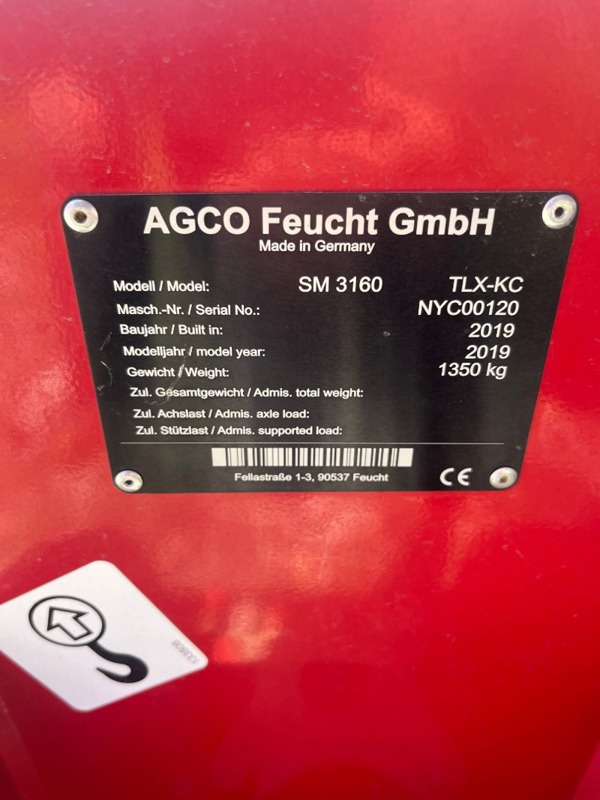 AGCO Feucht GmbH
Made in Germany
Modell / Model: SM 3160 TLX-KC
Masch.-Nr. / Serial No.: NYC00120
Baujahr / Built in: 2019
Modelljahr / model year: 2019
Gewicht / Weight: 1350 kg
Zul. Gesamtgewicht / Admis. total weight:
Zul. Achslast / Admis. axle load:
Zul. Stützlast / Admis. supported load:
Fellastraße 1-3, 90537 Feucht
CE